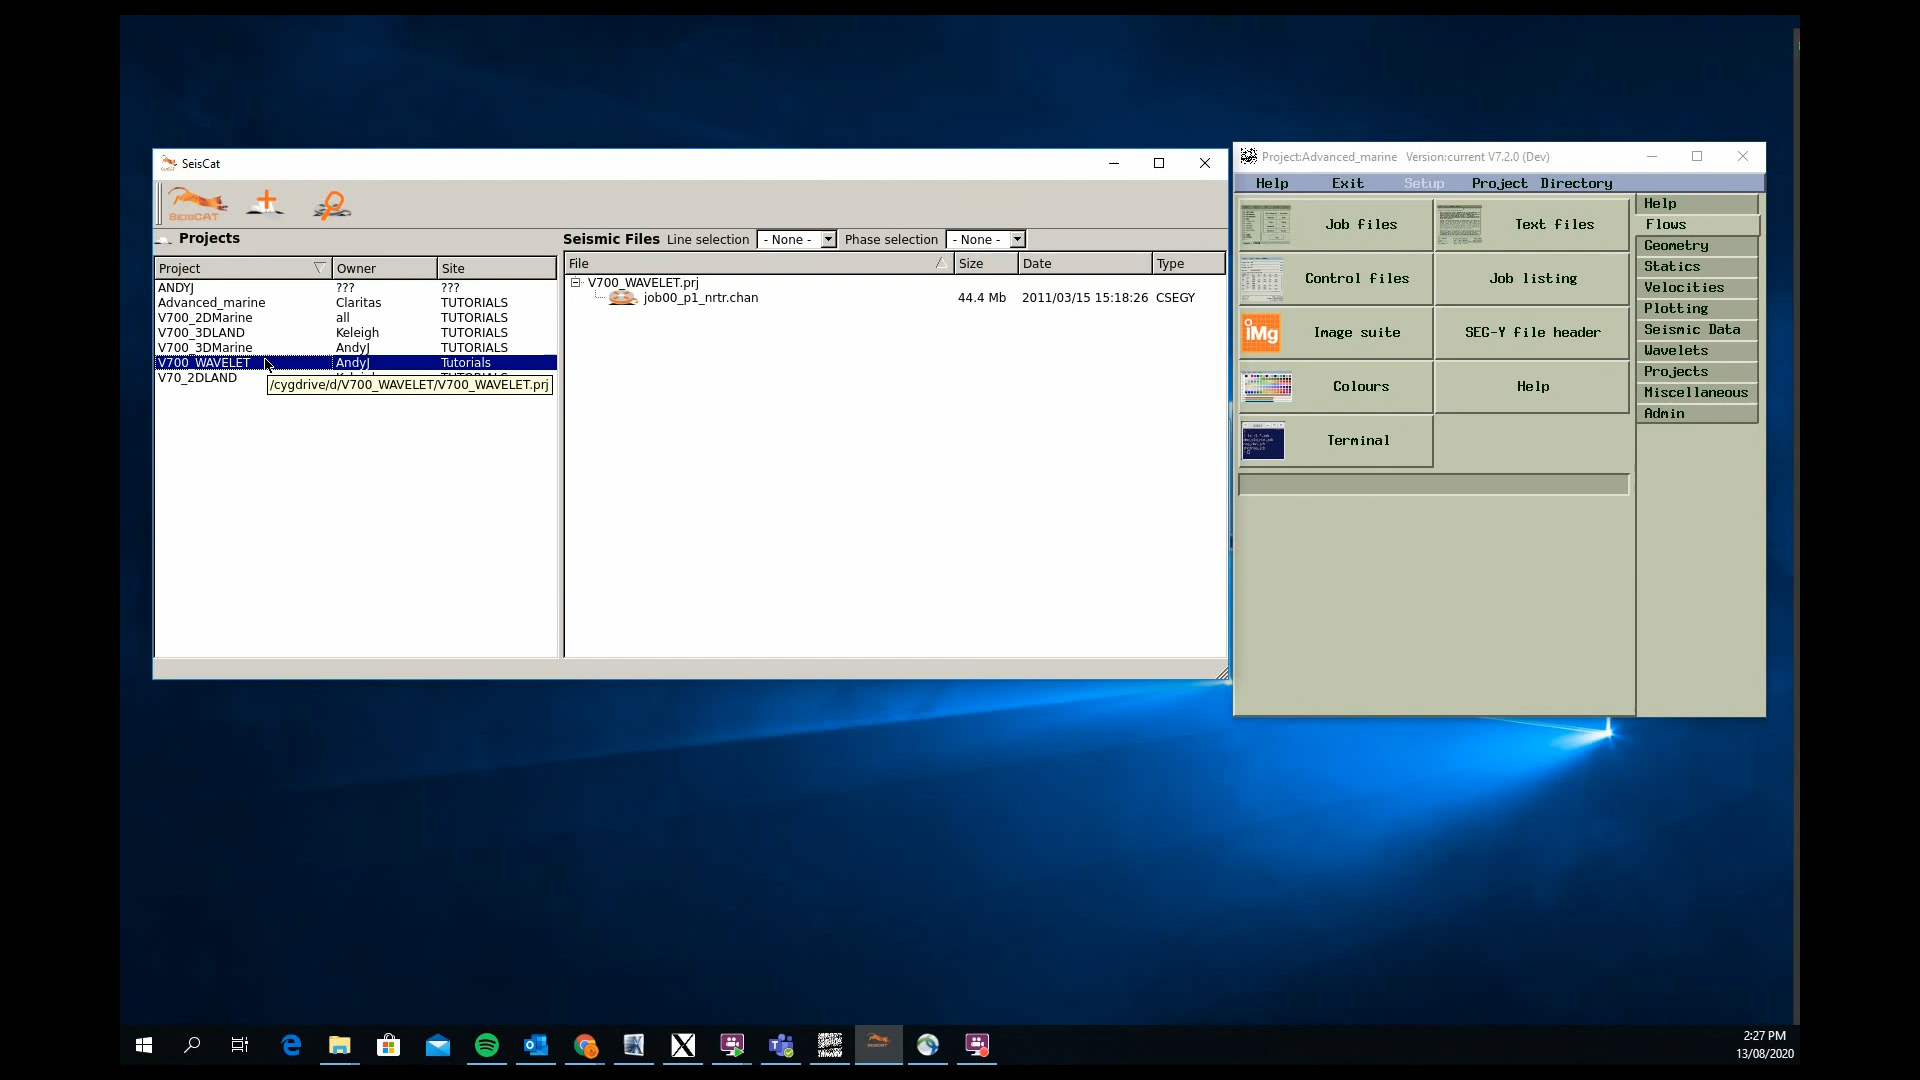 SeisCat
SEISCAT
Projects
Project Owner Site
ANDYJ ??? ???
Advanced_marine Claritas TUTORIALS
V700_2DMarine all TUTORIALS
V700_3DLAND Keleigh TUTORIALS
V700_3DMarine AndyJ TUTORIALS
V700_WAVELET AndyJ Tutorials
V70_2DLAND
/cygdrive/d/V700_WAVELET/V700_WAVELET.prj
Seismic Files Line selection - None - Phase selection - None -
File Size Date Type
V700_WAVELET.prj
job00_p1_nrtr.chan 44.4 Mb 2011/03/15 15:18:26 CSEGY
Project:Advanced_marine Version:current V7.2.0 (Dev)
Help Exit Setup Project Directory
Job files Text files
Control files Job listing
iMg Image suite SEG-Y file header
Colours Help
Terminal
Help
Flows
Geometry
Statics
Velocities
Plotting
Seismic Data
Wavelets
Projects
Miscellaneous
Admin
2:27 PM
13/08/2020